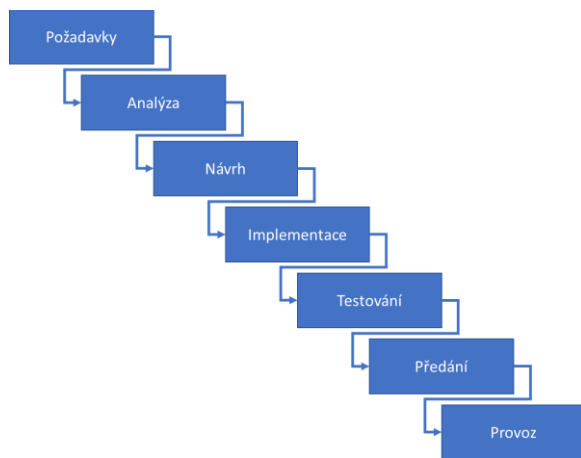 Požadavky
Analýza
Návrh
Implementace
Testování
Předání
Provoz